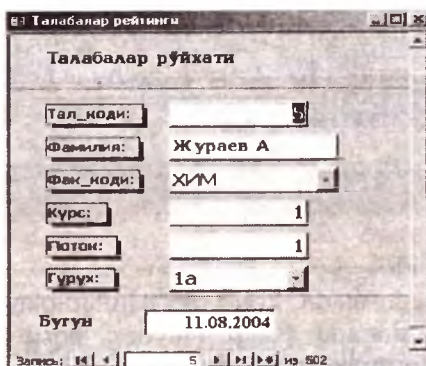 Талабалар рейтинги
Талабалар рўйхати
Тал_коди: 5
Фамилия: Жураев А
Фак_коди: ХИМ
Курс: 1
Поток: 1
Гурух: 1а
Бугун 11.08.2004
Запись: 5 из 502